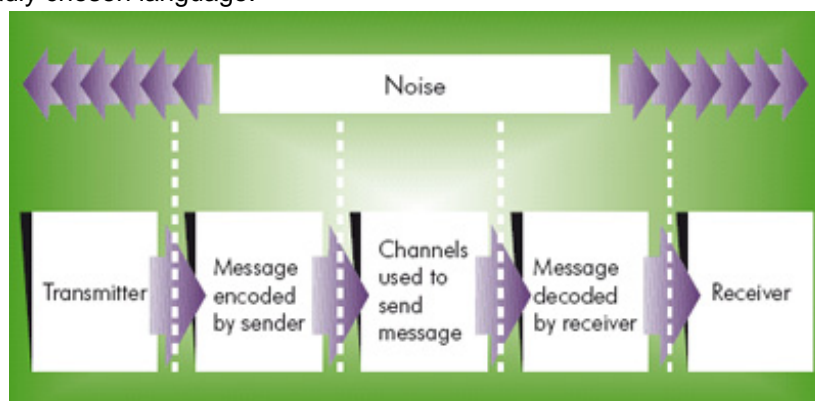 Noise
Transmitter
Message
encoded
by sender
Channels
used to
send
message
Message
decoded
by receiver
Receiver